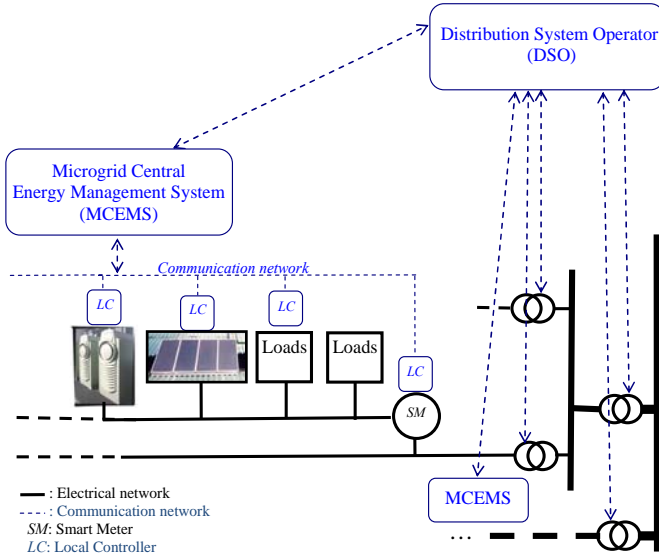 Distribution System Operator
(DSO)
Microgrid Central
Energy Management System
(MCEMS)
Communication network
LC
LC
LC
Loads
Loads
LC
SM
MCEMS
...
: Electrical network
: Communication network
SM: Smart Meter
LC: Local Controller